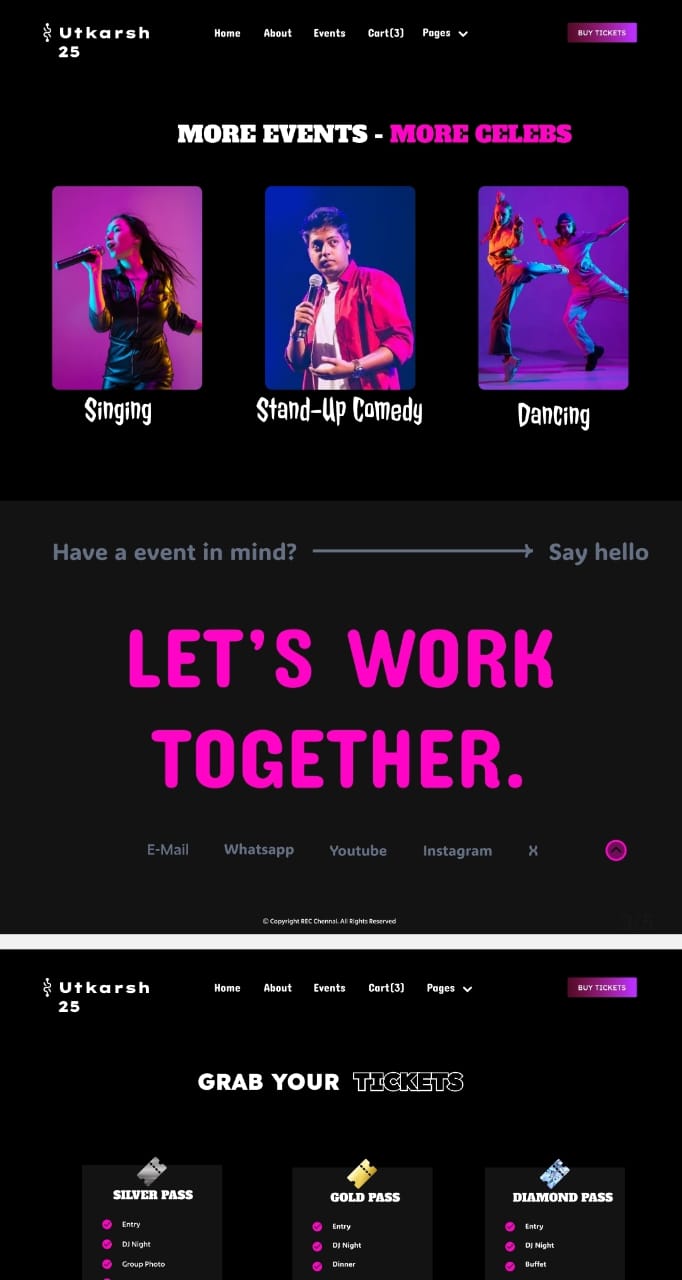 Utkarsh
25
Home About Events Cart(3) Pages
BUY TICKETS
MORE EVENTS - MORE CELEBS
Singing
Stand-Up Comedy
Dancing
Have a event in mind? Say hello
LET'S WORK
TOGETHER.
E-Mail Whatsapp Youtube Instagram X
© Copyright REC Chennai. All Rights Reserved
Utkarsh
25
Home About Events Cart(3) Pages
BUY TICKETS
GRAB YOUR TICKETS
SILVER PASS
Entry
DJ Night
Group Photo
GOLD PASS
Entry
DJ Night
Dinner
DIAMOND PASS
Entry
DJ Night
Buffet